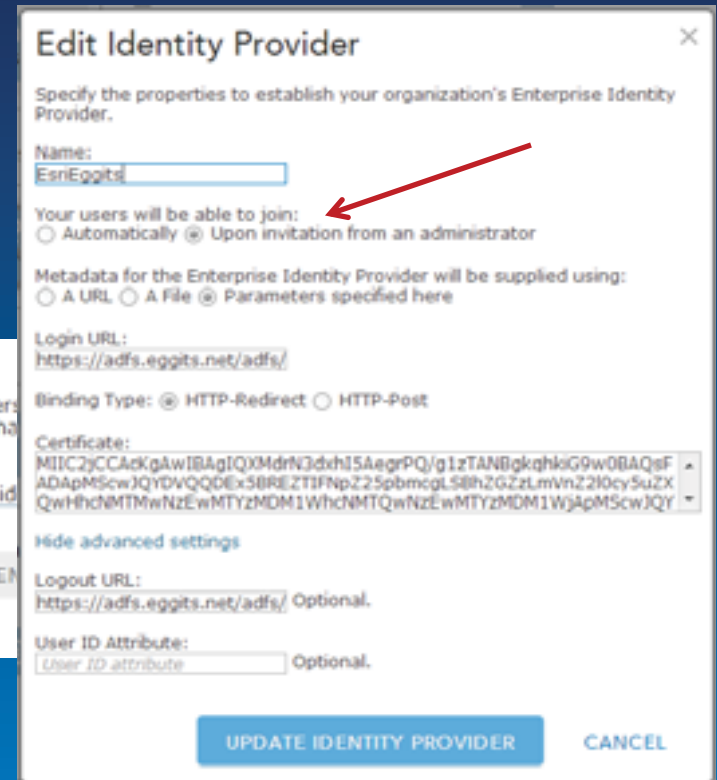 Edit Identity Provider
Specify the properties to establish your organization's Enterprise Identity
Provider.
Name:
EsriEggits
Your users will be able to join:
Automatically Upon invitation from an administrator
Metadata for the Enterprise Identity Provider will be supplied using:
A URL A File Parameters specified here
Login URL:
https://adfs.eggits.net/adfs/
Binding Type: HTTP-Redirect HTTP-Post
Certificate:
Hide advanced settings
Logout URL:
https://adfs.eggits.net/adfs/ Optional.
User ID Attribute:
User ID attribute Optional.
UPDATE IDENTITY PROVIDER CANCEL